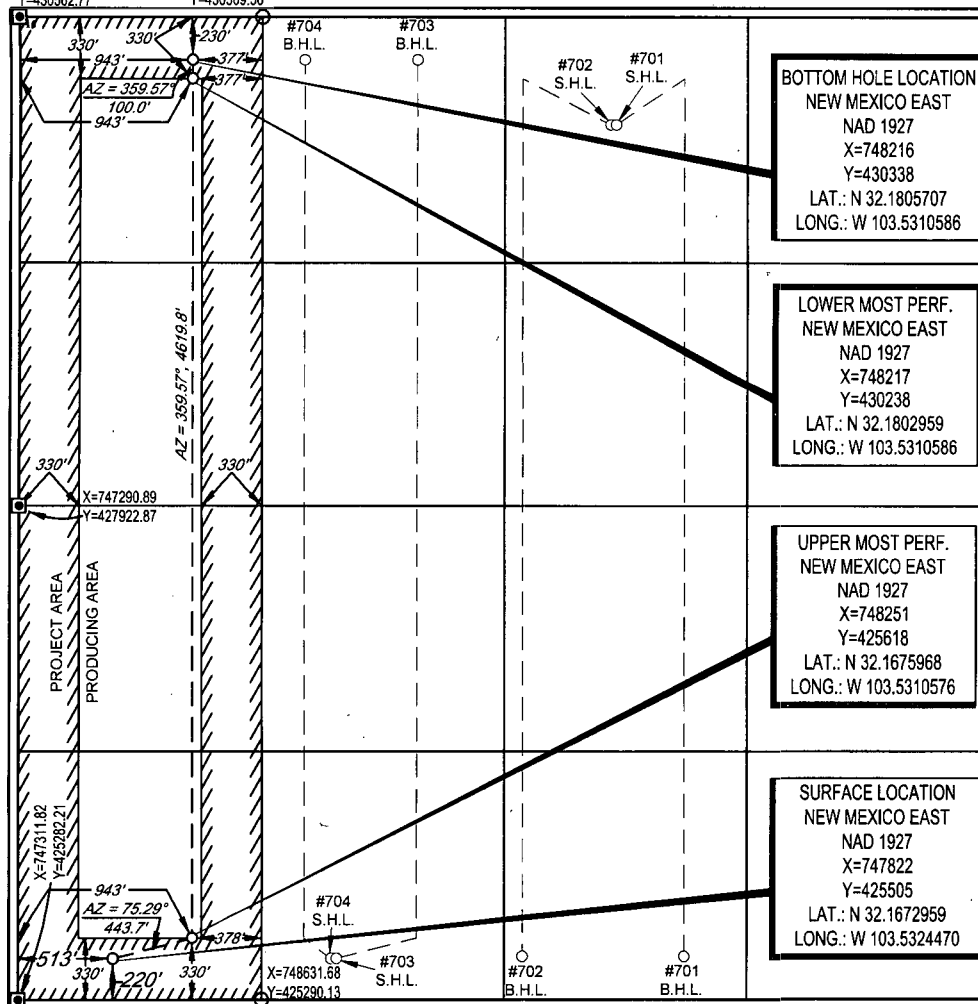 #704
B.H.L.
#703
B.H.L.
330'
330'
230'
943'
377'
377'
AZ = 359.57°
100.0'
943'
#702
S.H.L.
#701
S.H.L.
BOTTOM HOLE LOCATION
NEW MEXICO EAST
NAD 1927
X=748216
Y=430338
LAT.: N 32.1805707
LONG.: W 103.5310586
LOWER MOST PERF.
NEW MEXICO EAST
NAD 1927
X=748217
Y=430238
LAT.: N 32.1802959
LONG.: W 103.5310586
AZ = 359.57°, 4619.8'
330'
330'
X=747290.89
Y=427922.87
PROJECT AREA
PRODUCING AREA
UPPER MOST PERF.
NEW MEXICO EAST
NAD 1927
X=748251
Y=425618
LAT.: N 32.1675968
LONG.: W 103.5310576
X=747311.82
Y=425282.21
SURFACE LOCATION
NEW MEXICO EAST
NAD 1927
X=747822
Y=425505
LAT.: N 32.1672959
LONG.: W 103.5324470
943'
AZ = 75.29°
443.7'
378'
#704
S.H.L.
#703
S.H.L.
513'
330'
220'
330'
X=748631.68
Y=425290.13
#702
B.H.L.
#701
B.H.L.